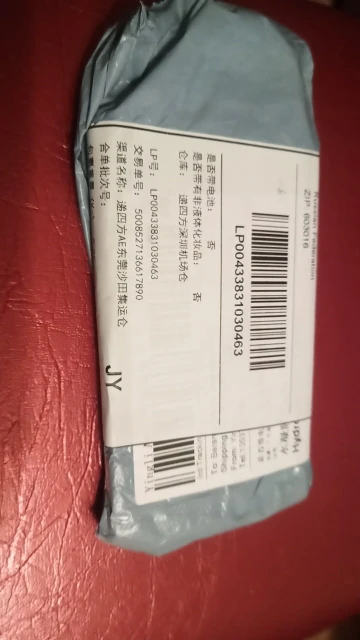 Russian Federation
ZIP 603016
LP00433831030463
是否带电池: 否
是否带有非液体化妆品: 否
仓库: 递四方深圳机场仓
LP号: LP00433831030463
交易单号: 5008527136617890
渠道名称: 递四方AE东莞沙田集运仓
合单批次号:
JY